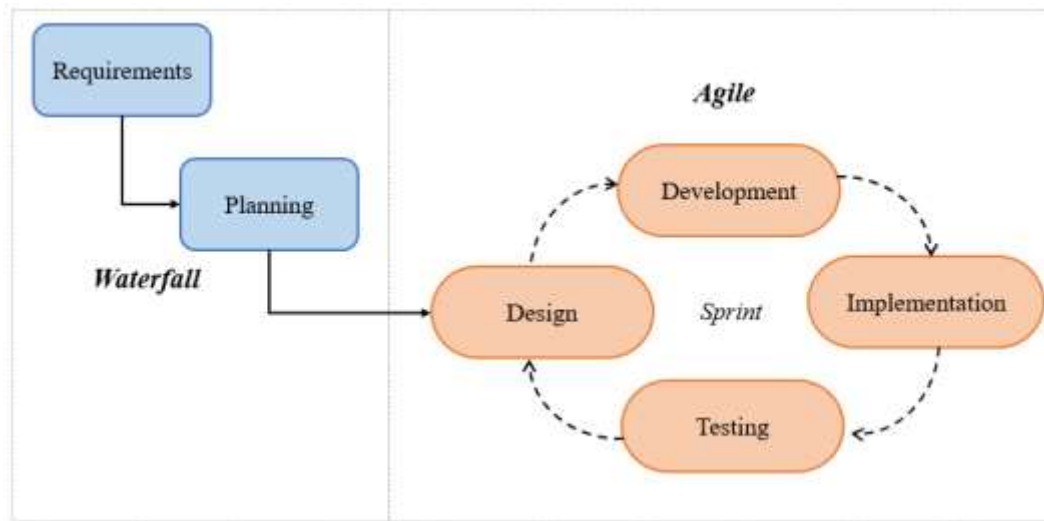 Requirements
Planning
Waterfall
Agile
Development
Design
Sprint
Implementation
Testing